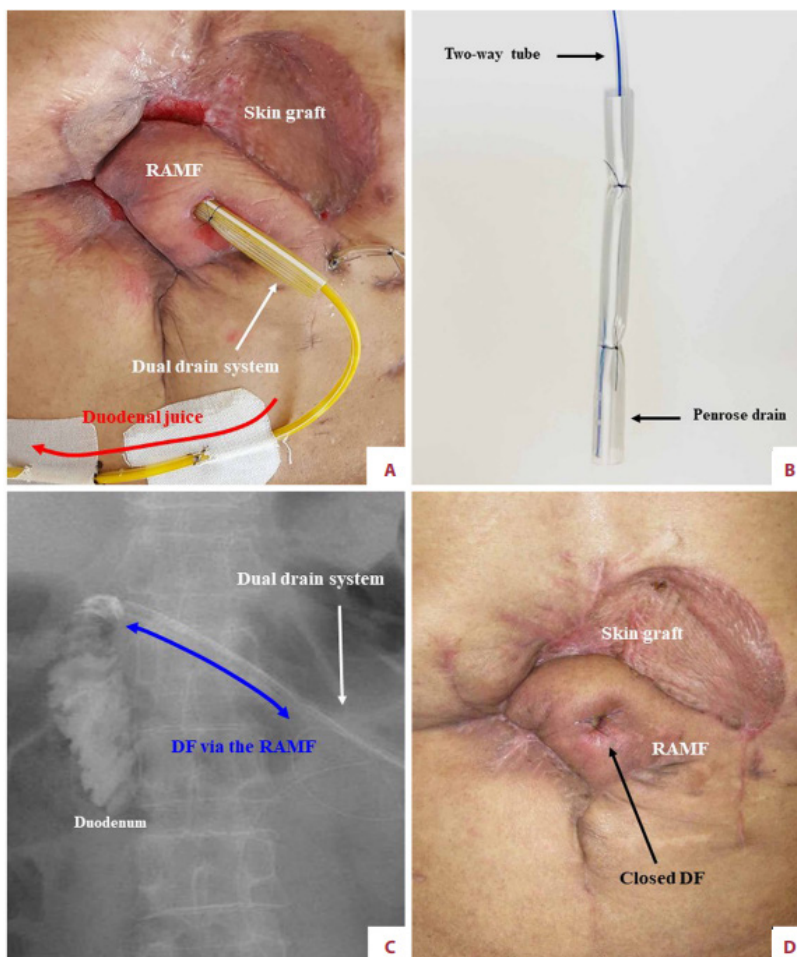 Skin graft
RAMF
Dual drain system
Duodenal juice
A
Two-way tube
Penrose drain
B
Dual drain system
DF via the RAMF
Duodenum
C
Skin graft
RAMF
Closed DF
D